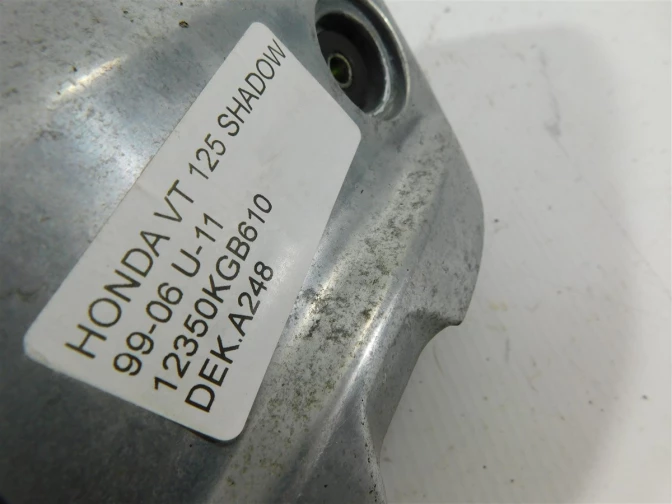 HONDA VT 125 SHADOW
99-06 U-11
12350KGB610
DEK.A248